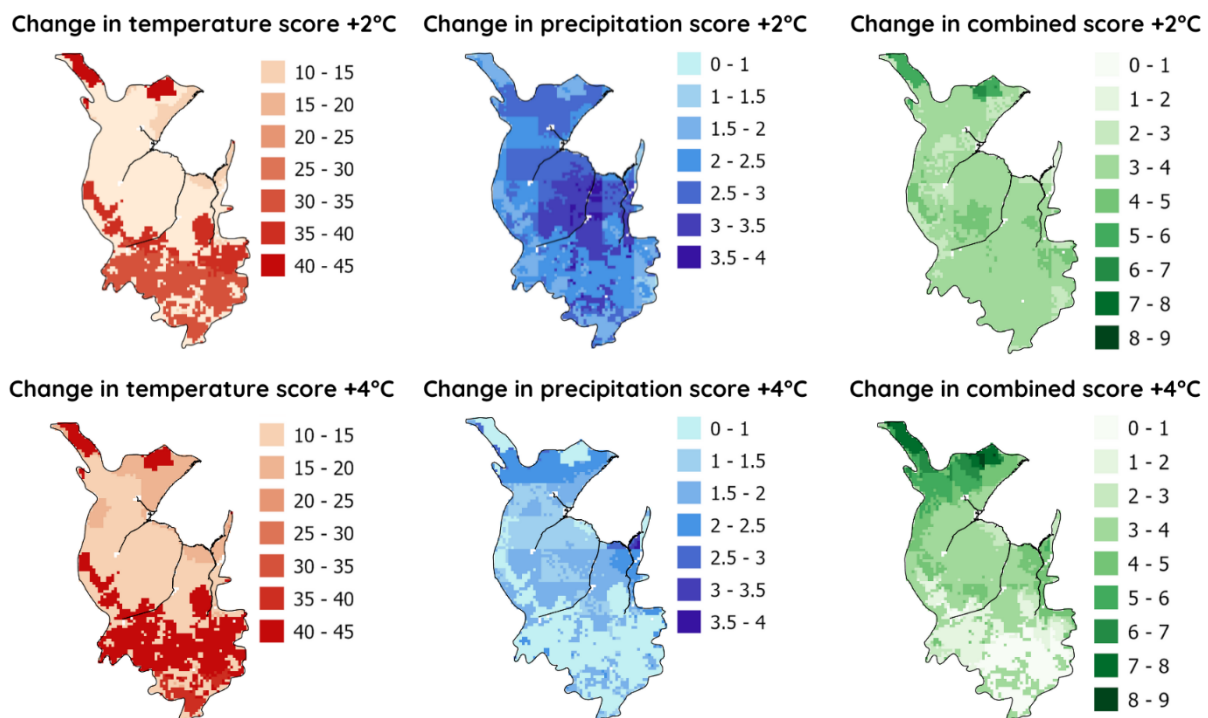 Change in temperature score +2°C
10 - 15
15 - 20
20 - 25
25 - 30
30 - 35
35 - 40
40 - 45
Change in precipitation score +2°C
0 - 1
1 - 1.5
1.5 - 2
2 - 2.5
2.5 - 3
3 - 3.5
3.5 - 4
Change in combined score +2°C
0 - 1
1 - 2
2 - 3
3 - 4
4 - 5
5 - 6
6 - 7
7 - 8
8 - 9
Change in temperature score +4°C
10 - 15
15 - 20
20 - 25
25 - 30
30 - 35
35 - 40
40 - 45
Change in precipitation score +4°C
0 - 1
1 - 1.5
1.5 - 2
2 - 2.5
2.5 - 3
3 - 3.5
3.5 - 4
Change in combined score +4°C
0 - 1
1 - 2
2 - 3
3 - 4
4 - 5
5 - 6
6 - 7
7 - 8
8 - 9